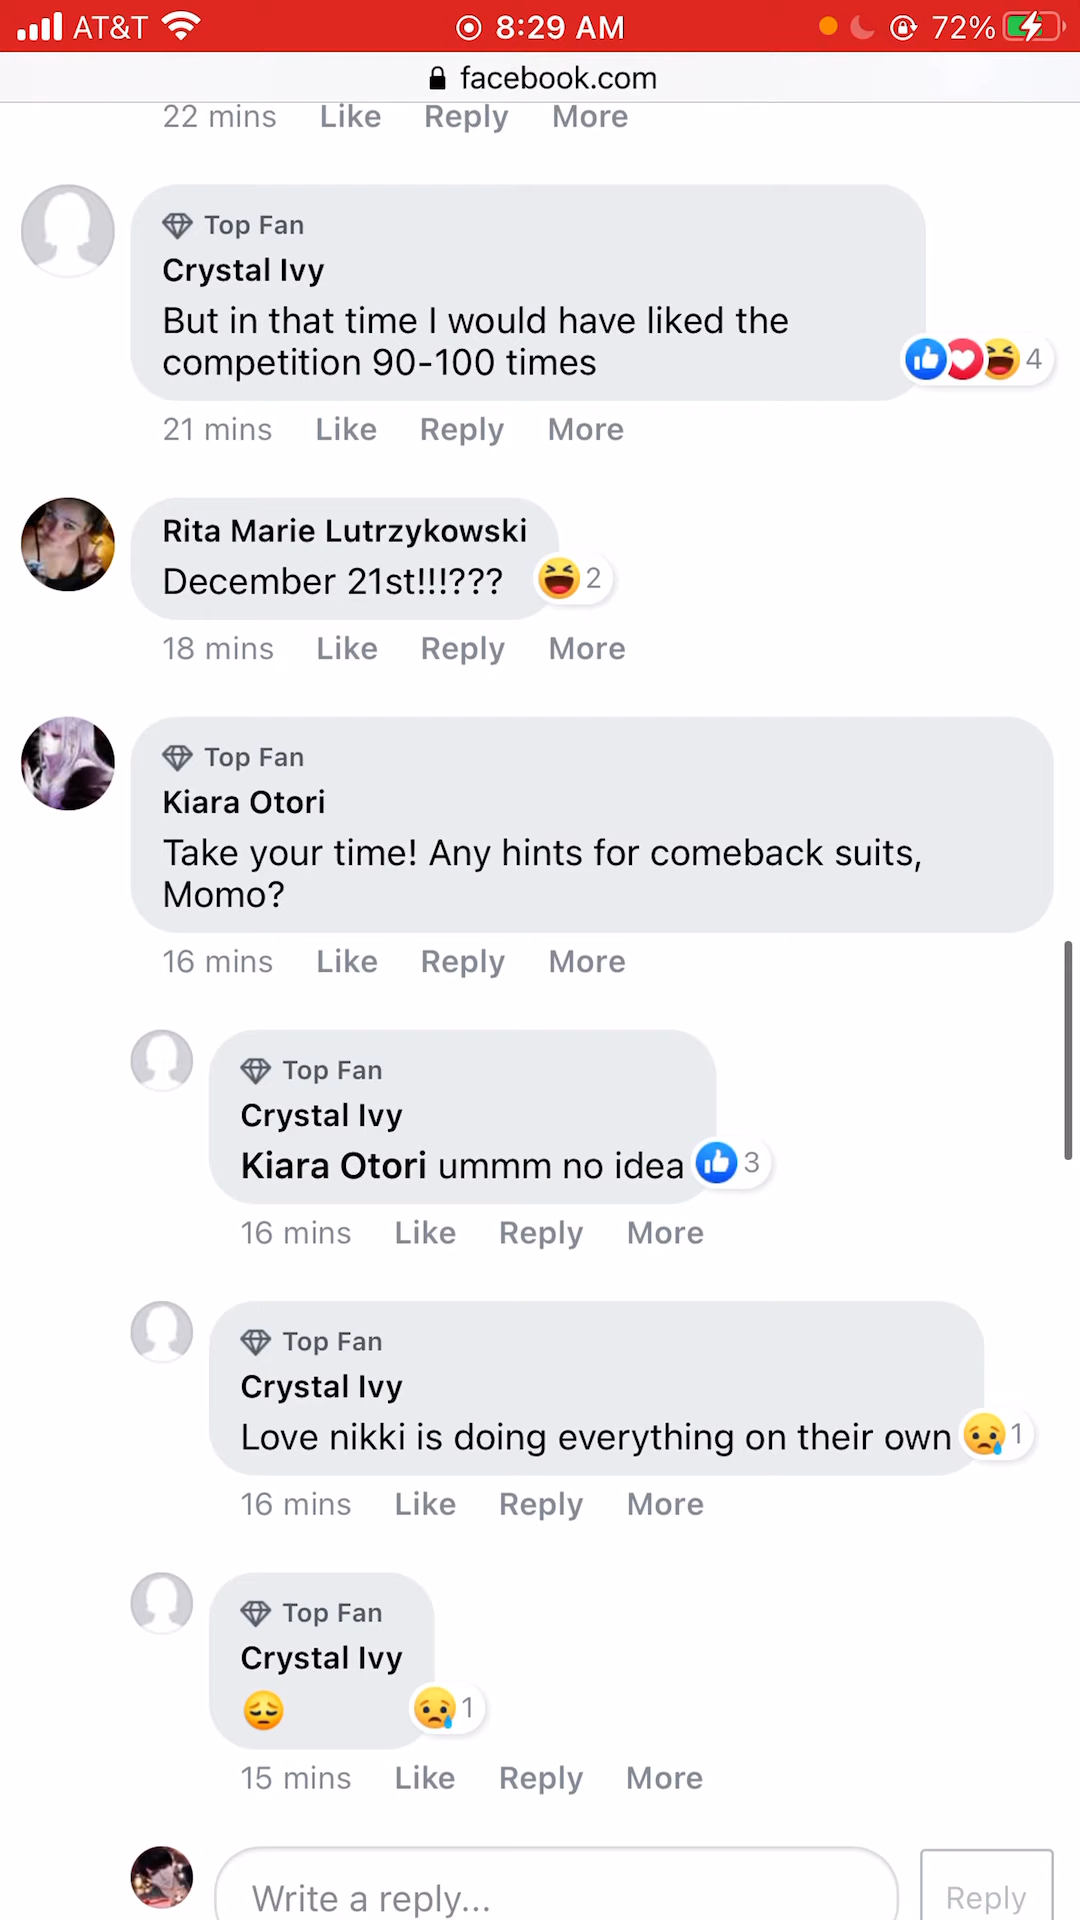 AT&T 8:29 AM 72%
facebook.com
22 mins Like Reply More
Top Fan
Crystal Ivy
But in that time I would have liked the
competition 90-100 times
4
21 mins Like Reply More
Rita Marie Lutrzykowski
December 21st!!!???
2
18 mins Like Reply More
Top Fan
Kiara Otori
Take your time! Any hints for comeback suits,
Momo?
16 mins Like Reply More
Top Fan
Crystal Ivy
Kiara Otori ummm no idea
3
16 mins Like Reply More
Top Fan
Crystal Ivy
Love nikki is doing everything on their own
1
16 mins Like Reply More
Top Fan
Crystal Ivy
😔
1
15 mins Like Reply More
Write a reply... Reply